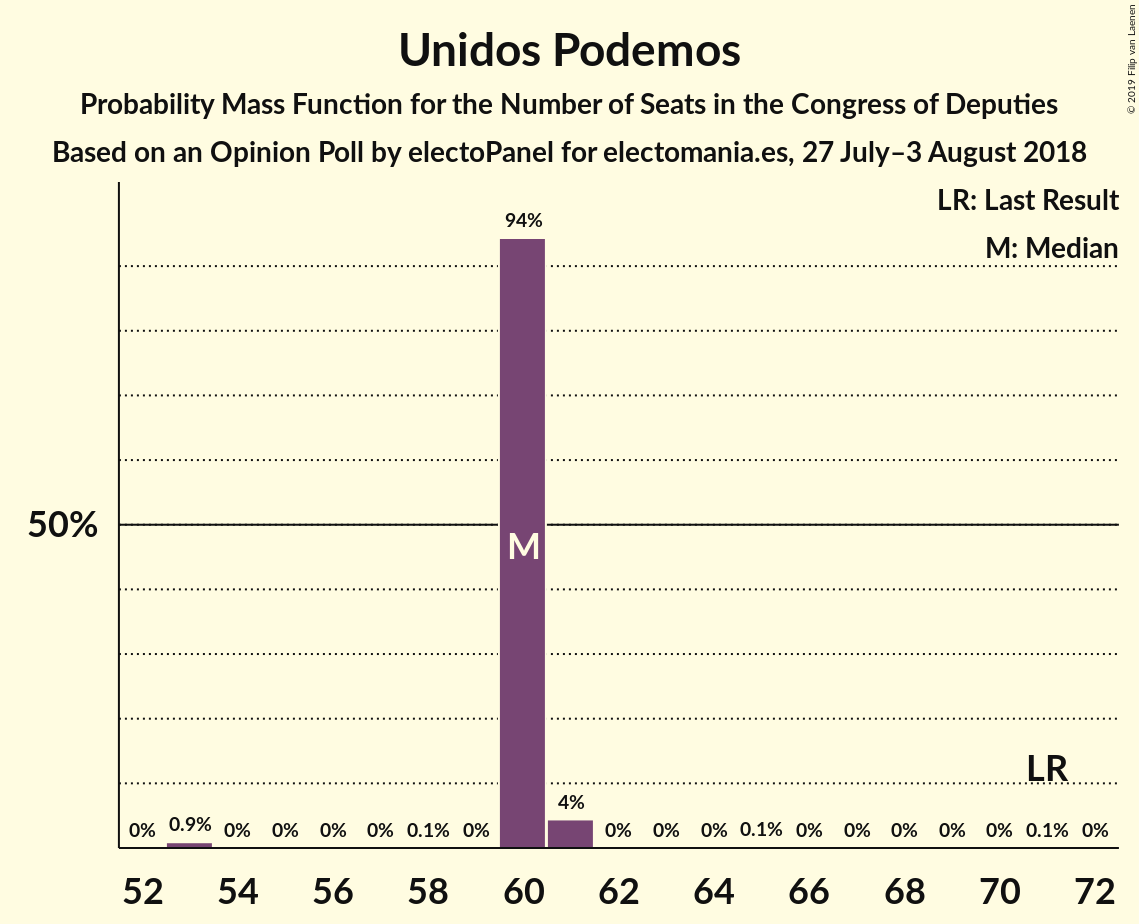 Unidos Podemos
Probability Mass Function for the Number of Seats in the Congress of Deputies
Based on an Opinion Poll by electoPanel for electomania.es, 27 July–3 August 2018
© 2019 Filip van Laenen
LR: Last Result
M: Median
94%
50%
M
LR
0% 0.9% 0% 0% 0% 0% 0.1% 0% 4% 0% 0% 0% 0.1% 0% 0% 0% 0% 0% 0.1% 0%
52 54 56 58 60 62 64 66 68 70 72